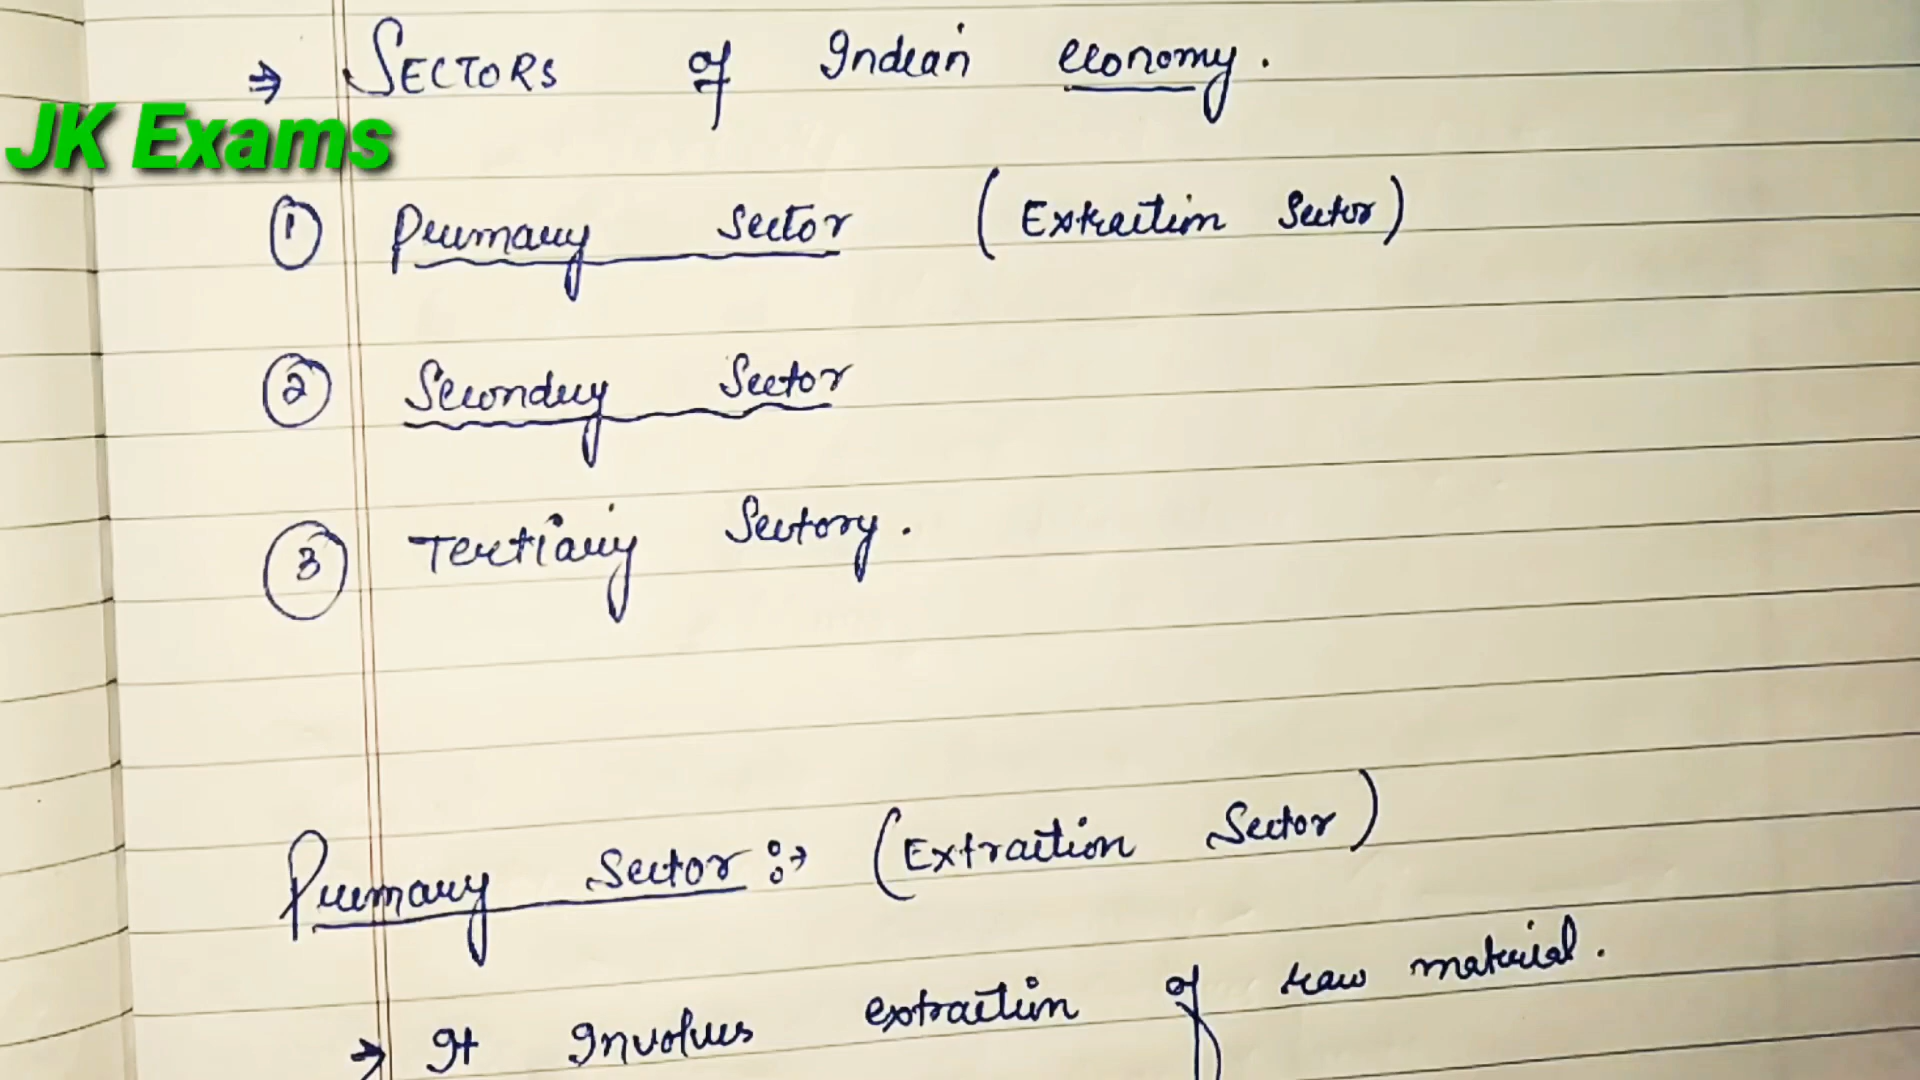 ⇒ SECTORS of Indian economy.
JK Exams
① Primary Sector (Extraction Sector)
② Secondry Sector
③ Tertiary Sectory.
Primary Sector :→ (Extraction Sector)
⇒ It Involves extraction of raw material.